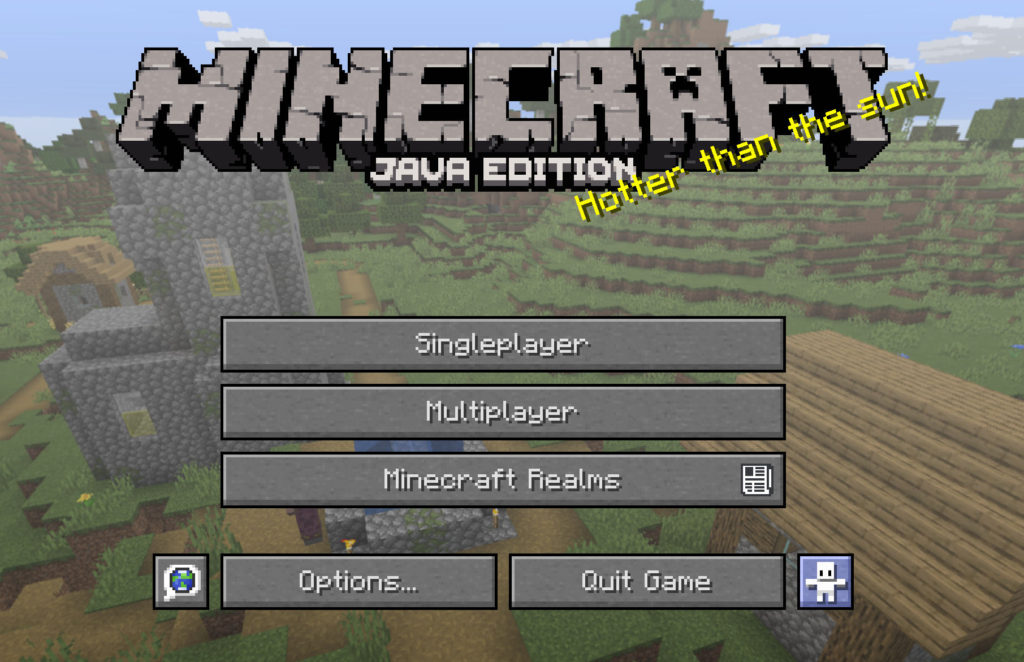 MINECRAFT
JAVA EDITION
Hotter than the sun!
Singleplayer
Multiplayer
Minecraft Realms
Options...
Quit Game